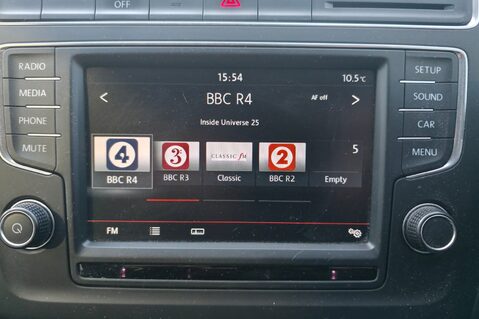 OFF
RADIO
MEDIA
PHONE
MUTE
15:54
10.5°C
BBC R4
AF off
Inside Universe 25
4
3
CLASSIC fm
2
5
BBC R4
BBC R3
Classic
BBC R2
Empty
FM
SETUP
SOUND
CAR
MENU